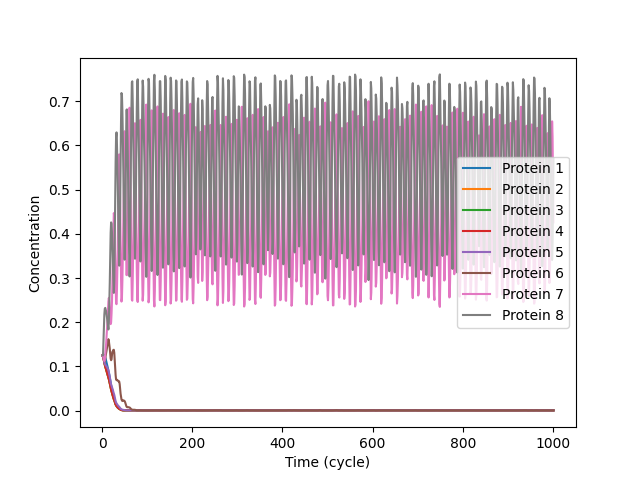 0.7
0.6
0.5
0.4
0.3
0.2
0.1
0.0
Concentration
Protein 1
Protein 2
Protein 3
Protein 4
Protein 5
Protein 6
Protein 7
Protein 8
0 200 400 600 800 1000
Time (cycle)